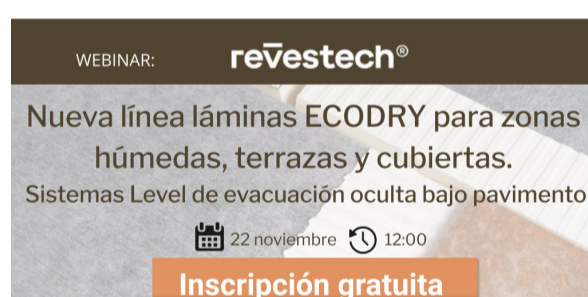 WEBINAR: revestech®
Nueva línea láminas ECODRY para zonas
húmedas, terrazas y cubiertas.
Sistemas Level de evacuación oculta bajo pavimento
22 noviembre 12:00
Inscripción gratuita